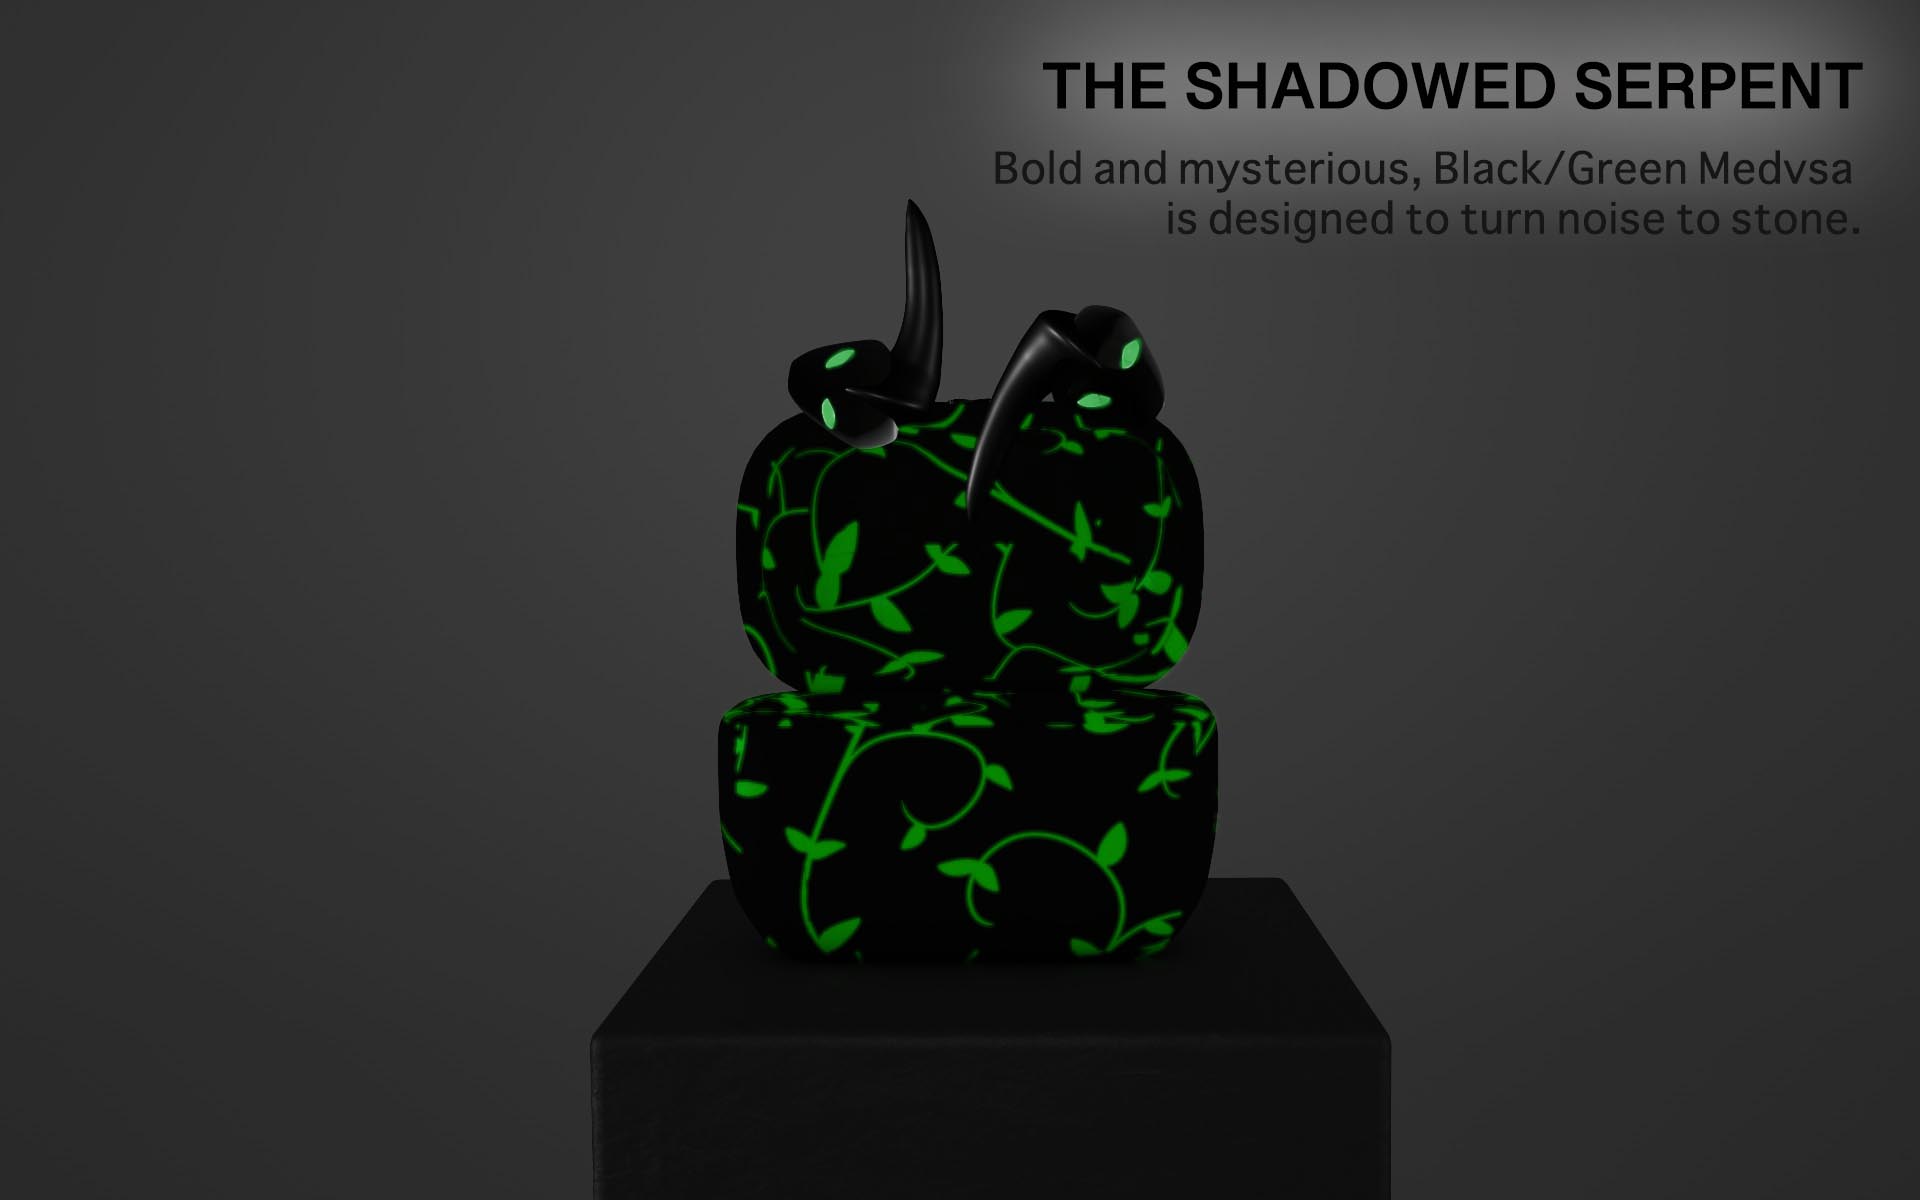 THE SHADOWED SERPENT
Bold and mysterious, Black/Green Medvsa
is designed to turn noise to stone.